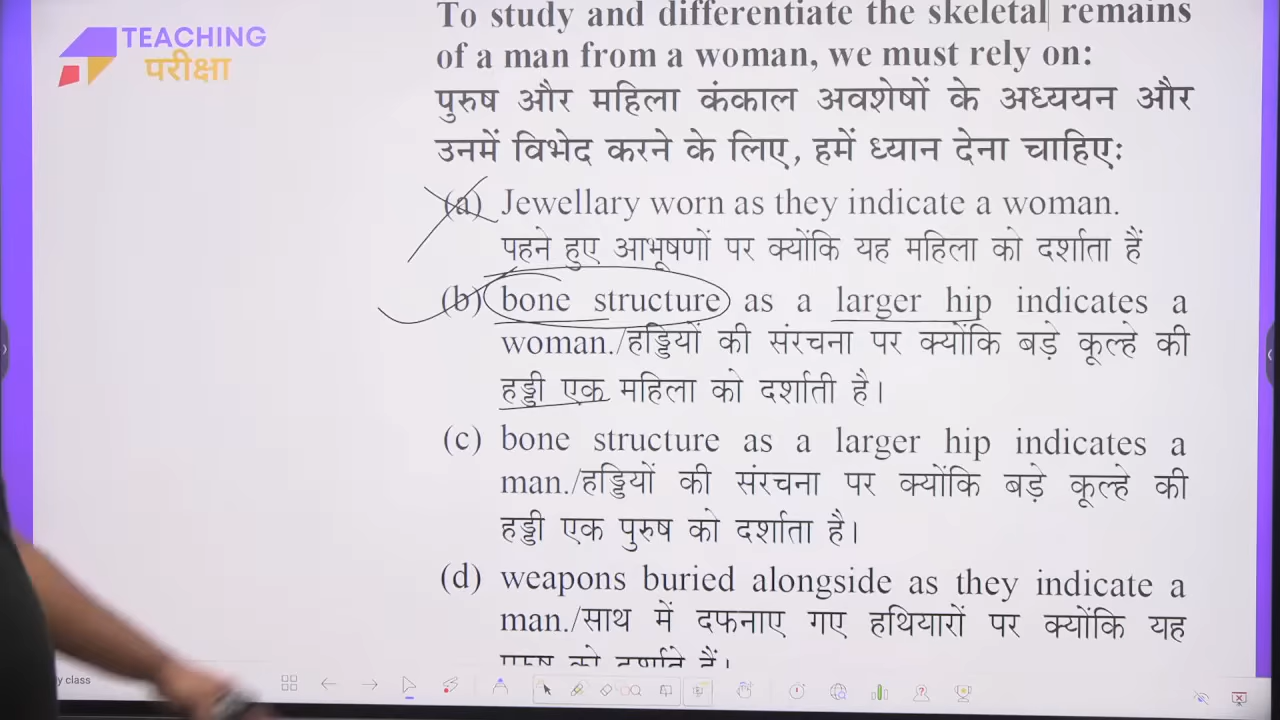 TEACHING
परीक्षा
To study and differentiate the skeletal remains
of a man from a woman, we must rely on:
पुरुष और महिला कंकाल अवशेषों के अध्ययन और
उनमें विभेद करने के लिए, हमें ध्यान देना चाहिएः
(a) Jewellary worn as they indicate a woman.
पहने हुए आभूषणों पर क्योंकि यह महिला को दर्शाता हैं
(b) bone structure as a larger hip indicates a
woman./हड्डियों की संरचना पर क्योंकि बड़े कूल्हे की
हड्डी एक महिला को दर्शाती है।
(c) bone structure as a larger hip indicates a
man./हड्डियों की संरचना पर क्योंकि बड़े कूल्हे की
हड्डी एक पुरुष को दर्शाता है।
(d) weapons buried alongside as they indicate a
man./साथ में दफनाए गए हथियारों पर क्योंकि यह
पुरुष को दर्शाते हैं।
class